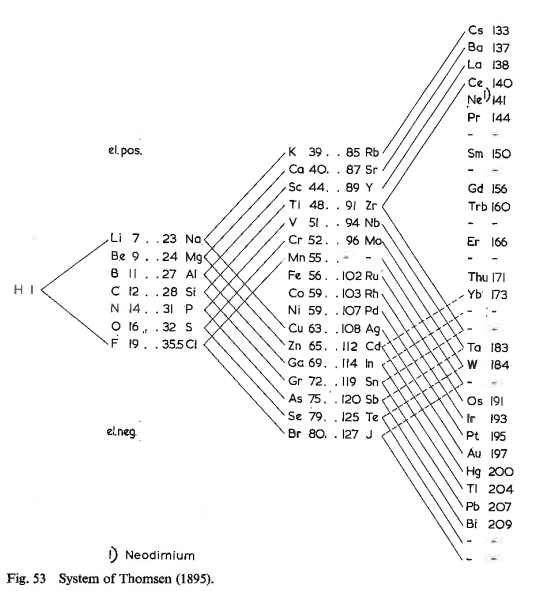 el. pos.
el. neg.
H 1
Li 7 . . 23 Na
Be 9 . . 24 Mg
B 11 . . 27 Al
C 12 . . 28 Si
N 14 . . 31 P
O 16 . . 32 S
F 19 . . 35,5 Cl
K 39 . . 85 Rb
Ca 40 . . 87 Sr
Sc 44 . . 89 Y
Ti 48 . . 91 Zr
V 51 . . 94 Nb
Cr 52 . . 96 Mo
Mn 55 . . - -
Fe 56 . . 102 Ru
Co 59 . . 103 Rh
Ni 59 . . 107 Pd
Cu 63 . . 108 Ag
Zn 65 . . 112 Cd
Ga 69 . . 114 In
Gr 72 . . 119 Sn
As 75 . . 120 Sb
Se 79 . . 125 Te
Br 80 . . 127 J
Cs 133
Ba 137
La 138
Ce 140
Ne 1) 141
Pr 144
- -
Sm 150
- -
Gd 156
Trb 160
- -
Er 166
- -
Thu 171
Yb 173
- -
- -
Ta 183
W 184
- -
Os 191
Ir 193
Pt 195
Au 197
Hg 200
Tl 204
Pb 207
Bi 209
- -
- -
1) Neodimium
Fig. 53 System of Thomsen (1895).